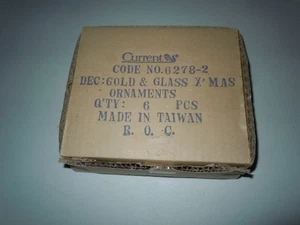 Current
CODE NO.6278-2
DEC:GOLD & GLASS X'MAS
ORNAMENTS
Q'TY: 6 PCS
MADE IN TAIWAN
R. O. C.